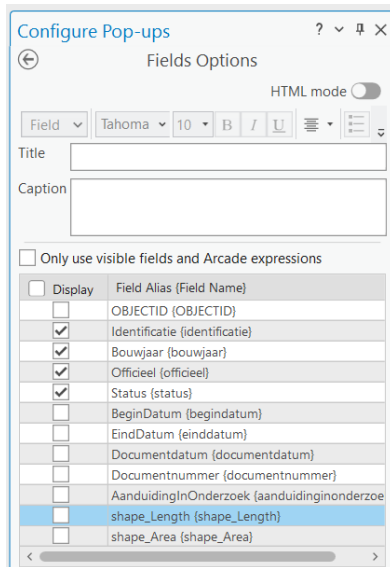 Configure Pop-ups ?
Fields Options
HTML mode
Field Tahoma 10 B I U
Title
Caption
Only use visible fields and Arcade expressions
Display Field Alias {Field Name}
OBJECTID {OBJECTID}
Identificatie {identificatie}
Bouwjaar {bouwjaar}
Officieel {officieel}
Status {status}
BeginDatum {begindatum}
EindDatum {einddatum}
Documentdatum {documentdatum}
Documentnummer {documentnummer}
AanduidingInOnderzoek {aanduidinginonderzoe
shape_Length {shape_Length}
shape_Area {shape_Area}